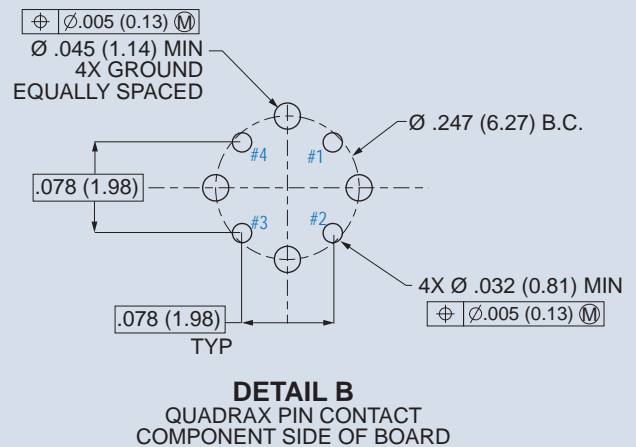 ⌖ Ø.005 (0.13) Ⓜ
Ø .045 (1.14) MIN
4X GROUND
EQUALLY SPACED
Ø .247 (6.27) B.C.
#4
#1
.078 (1.98)
#3
#2
4X Ø .032 (0.81) MIN
⌖ Ø.005 (0.13) Ⓜ
.078 (1.98)
TYP
DETAIL B
QUADRAX PIN CONTACT
COMPONENT SIDE OF BOARD